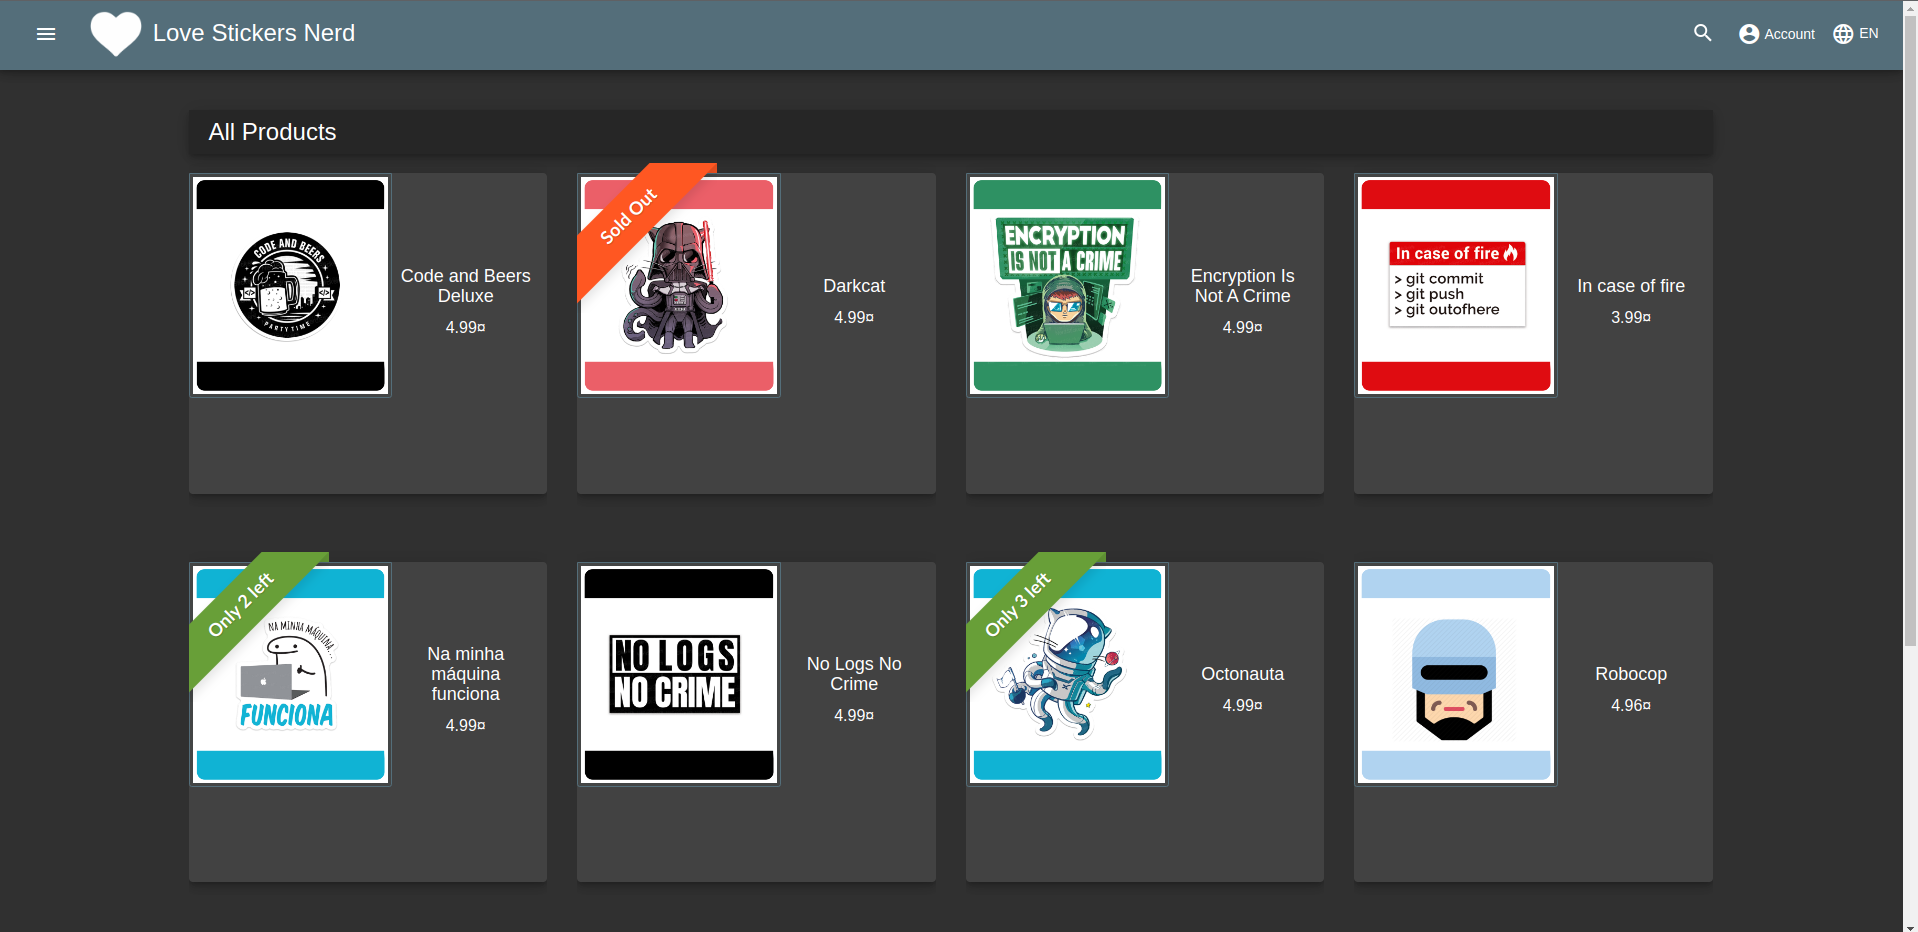 Love Stickers Nerd
Account
EN
All Products
CODE AND BEERS
</>
</>
PARTY TIME
Code and Beers
Deluxe
4.99¤
Sold Out
Darkcat
4.99¤
ENCRYPTION
IS NOT A CRIME
Encryption Is
Not A Crime
4.99¤
In case of fire
> git commit
> git push
> git outofhere
In case of fire
3.99¤
Only 2 left
NA MINHA MÁQUINA...
FUNCIONA
Na minha
máquina
funciona
4.99¤
NO LOGS
NO CRIME
No Logs No
Crime
4.99¤
Only 3 left
Octonauta
4.99¤
Robocop
4.96¤